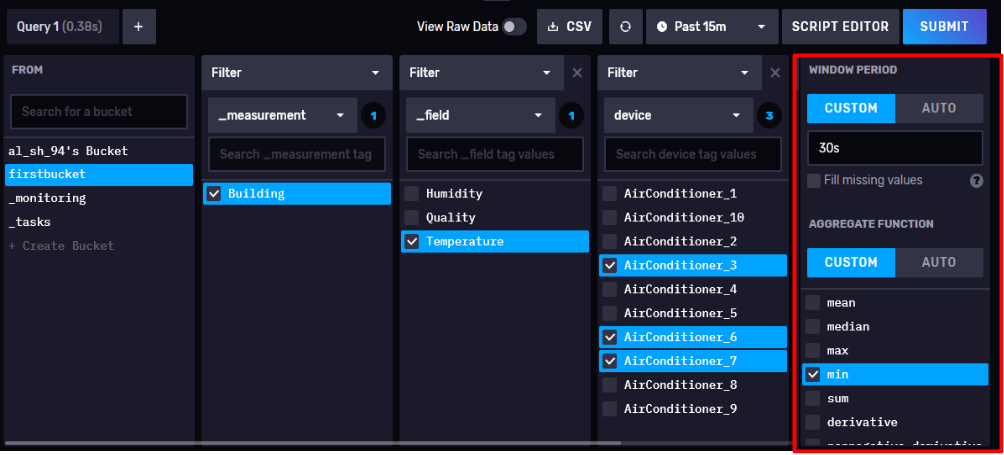 Query 1 (0.38s)
+
View Raw Data
CSV
Past 15m
SCRIPT EDITOR
SUBMIT
FROM
Search for a bucket
al_sh_94's Bucket
firstbucket
_monitoring
_tasks
+ Create Bucket
Filter
_measurement
1
Search _measurement tag
Building
Filter
_field
1
Search _field tag values
Humidity
Quality
Temperature
Filter
device
3
Search device tag values
AirConditioner_1
AirConditioner_10
AirConditioner_2
AirConditioner_3
AirConditioner_4
AirConditioner_5
AirConditioner_6
AirConditioner_7
AirConditioner_8
AirConditioner_9
WINDOW PERIOD
CUSTOM AUTO
30s
Fill missing values ?
AGGREGATE FUNCTION
CUSTOM AUTO
mean
median
max
min
sum
derivative